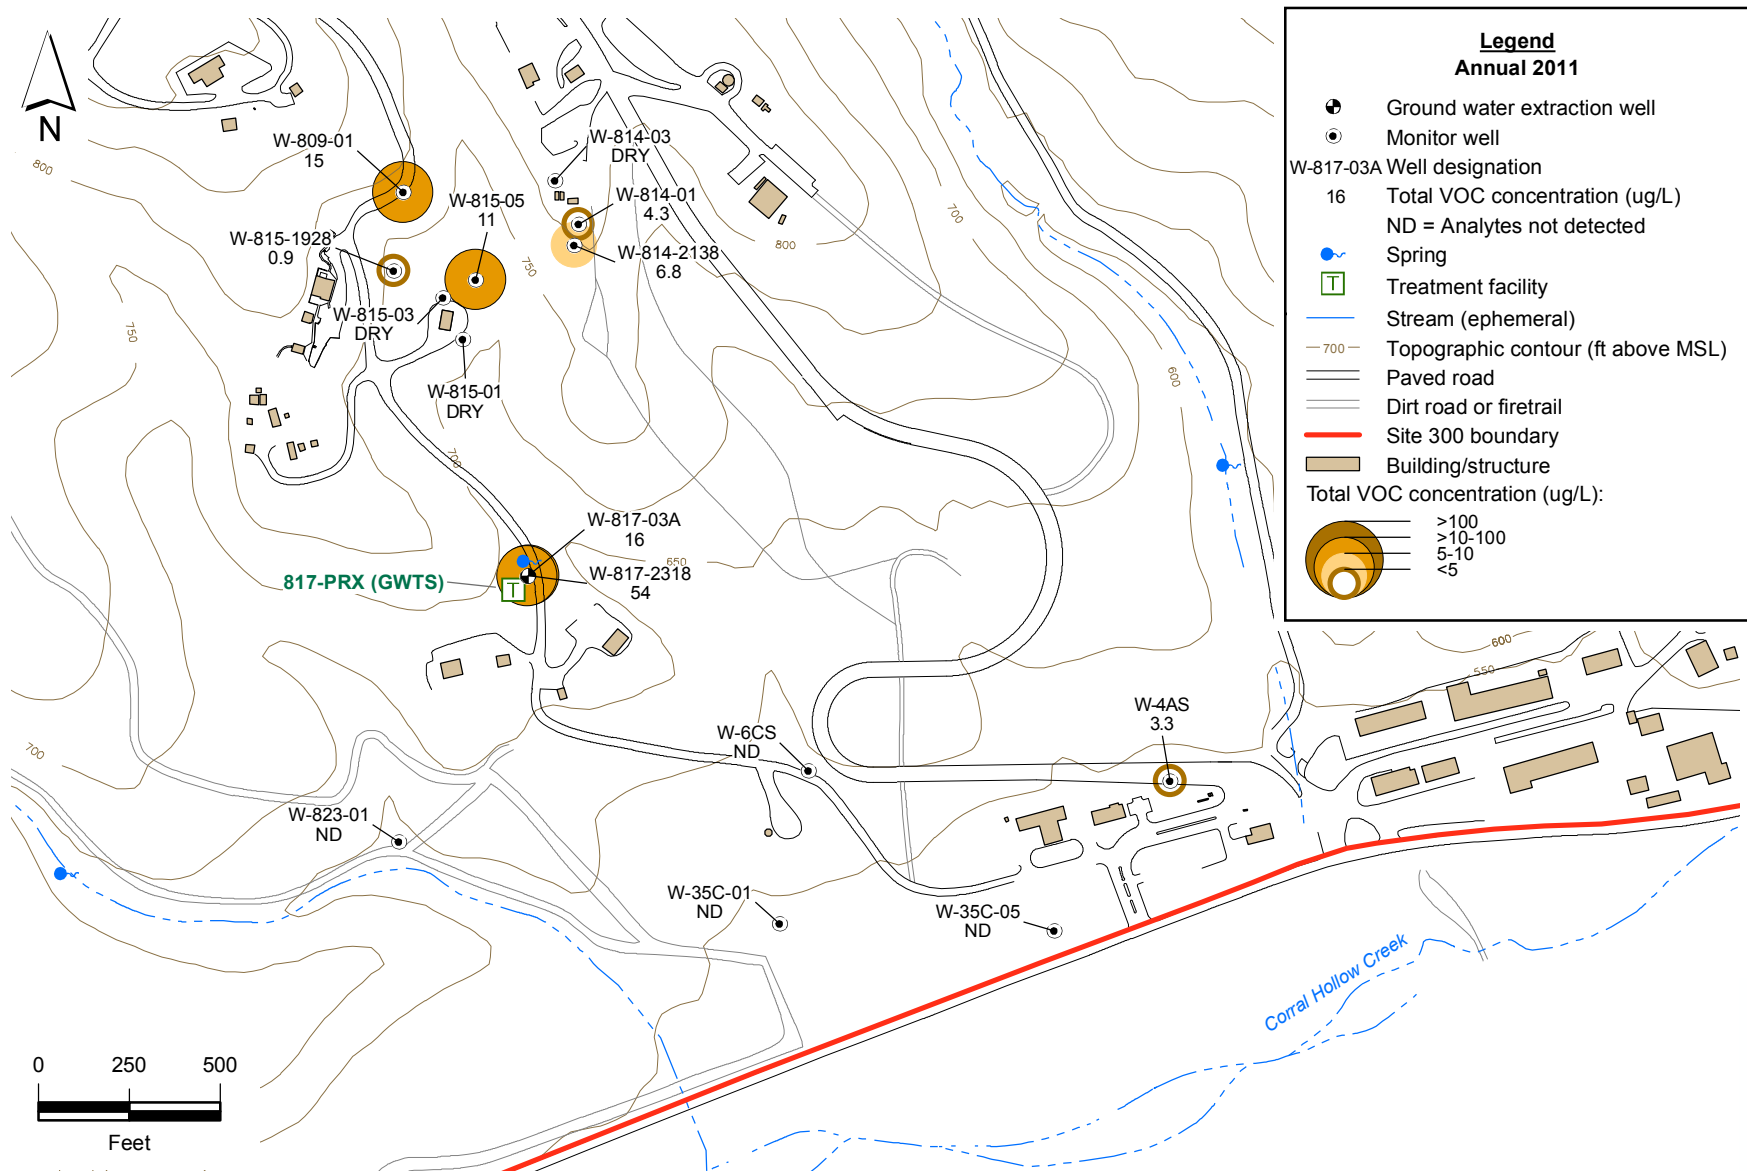 Legend
Annual 2011
Ground water extraction well
Monitor well
W-817-03A Well designation
16 Total VOC concentration (ug/L)
ND = Analytes not detected
Spring
T Treatment facility
Stream (ephemeral)
700 Topographic contour (ft above MSL)
Paved road
Dirt road or firetrail
Site 300 boundary
Building/structure
Total VOC concentration (ug/L):
>100
>10-100
5-10
<5
N
800
W-809-01
15
W-815-05
11
W-814-03
DRY
W-814-01
4.3
W-814-2138
6.8
W-815-1928
0.9
W-815-03
DRY
W-815-01
DRY
750
750
800
700
600
700
W-817-03A
16
650
W-817-2318
54
817-PRX (GWTS)
T
600
550
700
W-6CS
ND
W-4AS
3.3
W-823-01
ND
W-35C-01
ND
W-35C-05
ND
Corral Hollow Creek
0 250 500
Feet